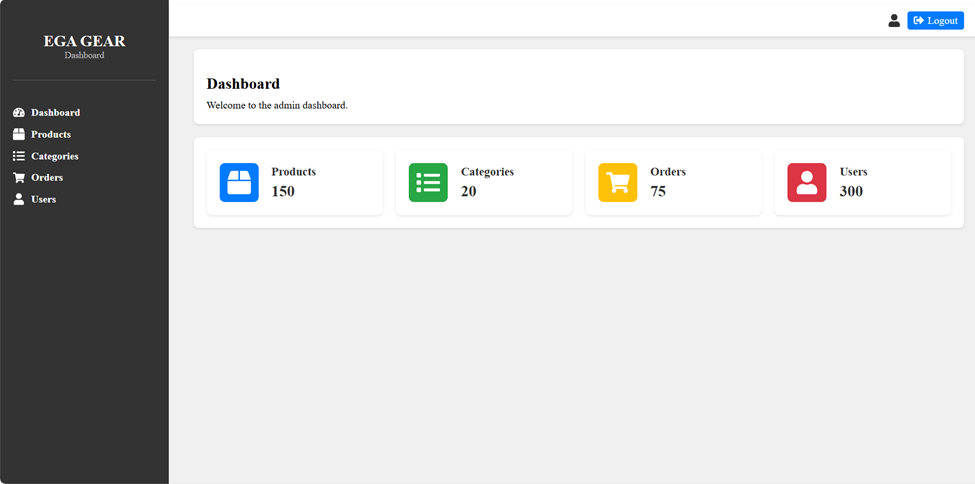 EGA GEAR
Dashboard
Dashboard
Products
Categories
Orders
Users
Logout
Dashboard
Welcome to the admin dashboard.
Products
150
Categories
20
Orders
75
Users
300